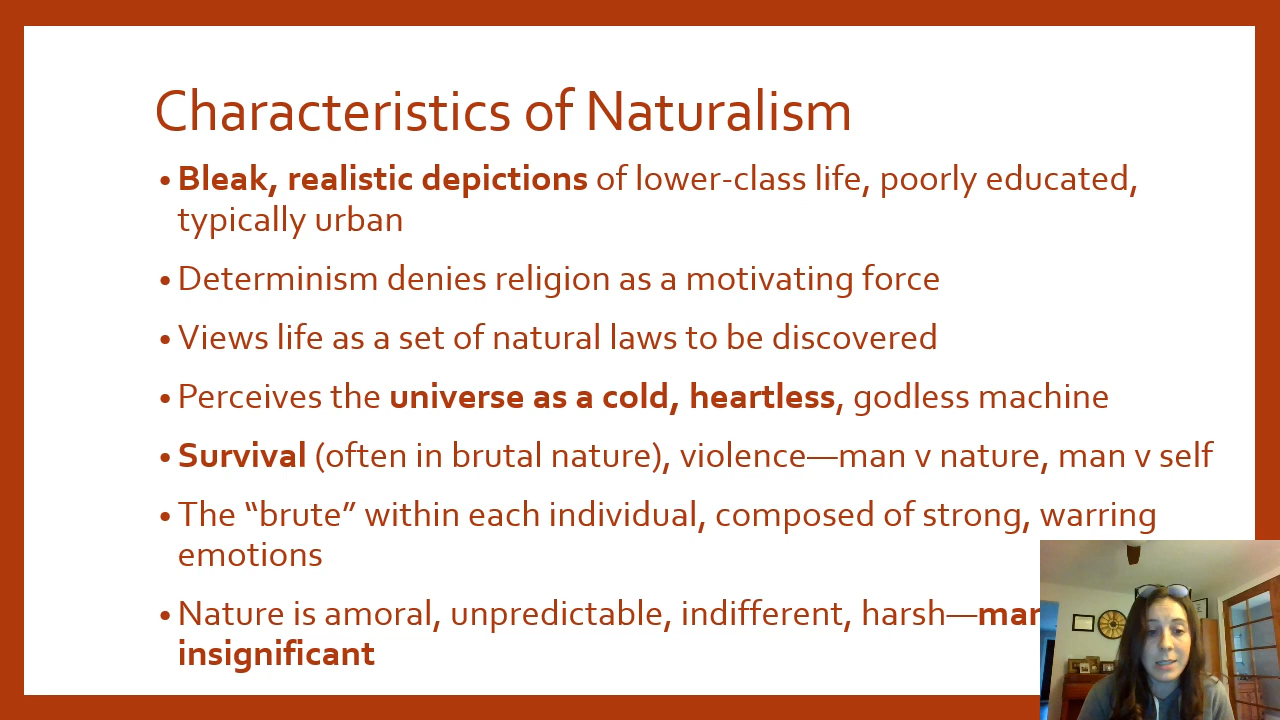 Characteristics of Naturalism
• Bleak, realistic depictions of lower-class life, poorly educated,
typically urban
• Determinism denies religion as a motivating force
• Views life as a set of natural laws to be discovered
• Perceives the universe as a cold, heartless, godless machine
• Survival (often in brutal nature), violence—man v nature, man v self
• The “brute” within each individual, composed of strong, warring
emotions
• Nature is amoral, unpredictable, indifferent, harsh—
insignificant